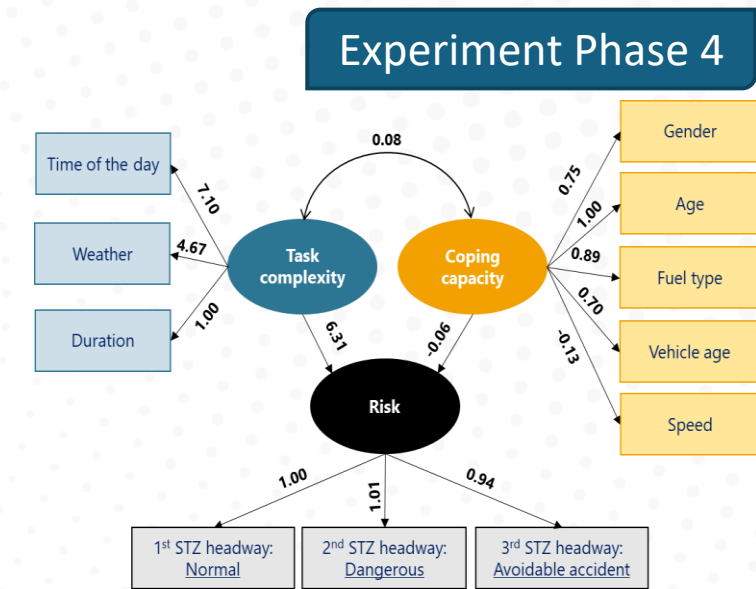 Experiment Phase 4
0.08
Time of the day
Weather
Duration
7.10
4.67
1.00
Task
complexity
Coping
capacity
0.75
1.00
0.89
0.70
-0.13
Gender
Age
Fuel type
Vehicle age
Speed
6.31
-0.06
Risk
1.00
1.01
0.94
1st STZ headway:
Normal
2nd STZ headway:
Dangerous
3rd STZ headway:
Avoidable accident